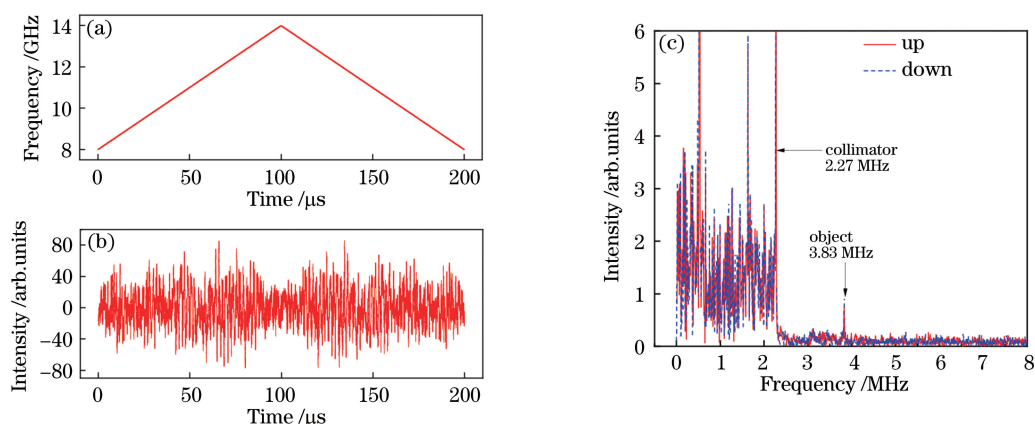 (a)
Frequency /GHz
14
12
10
8
0
50
100
150
200
Time /μs
(b)
Intensity /arb.units
80
40
0
−40
−80
0
50
100
150
200
Time /μs
(c)
up
down
Intensity /arb.units
6
5
4
3
2
1
0
collimator
2.27 MHz
object
3.83 MHz
0
1
2
3
4
5
6
7
8
Frequency /MHz